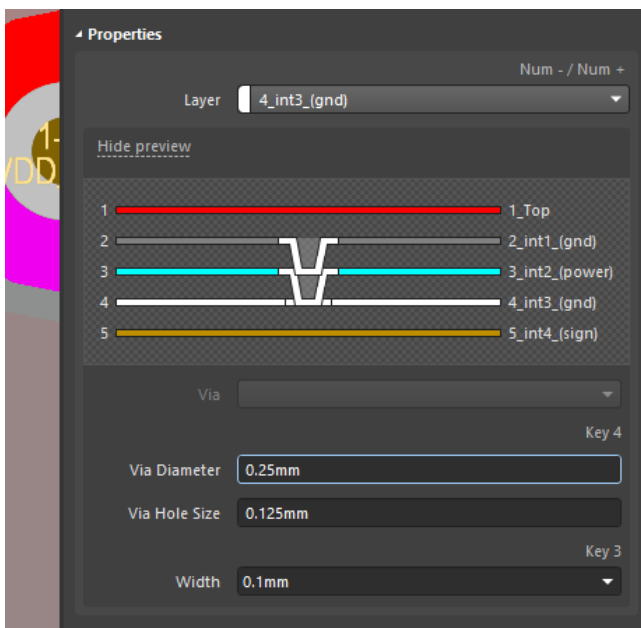 Properties
Num - / Num +
Layer 4_int3_(gnd)
Hide preview
1 1_Top
2 2_int1_(gnd)
3 3_int2_(power)
4 4_int3_(gnd)
5 5_int4_(sign)
Via
Key 4
Via Diameter 0.25mm
Via Hole Size 0.125mm
Key 3
Width 0.1mm
1-
VDD